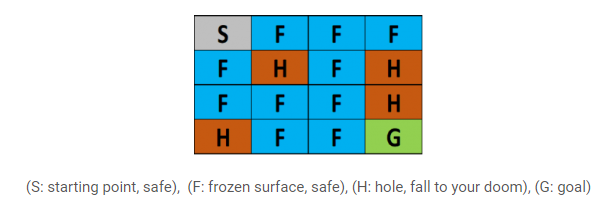 S F F F
F H F H
F F F H
H F F G
(S: starting point, safe), (F: frozen surface, safe), (H: hole, fall to your doom), (G: goal)